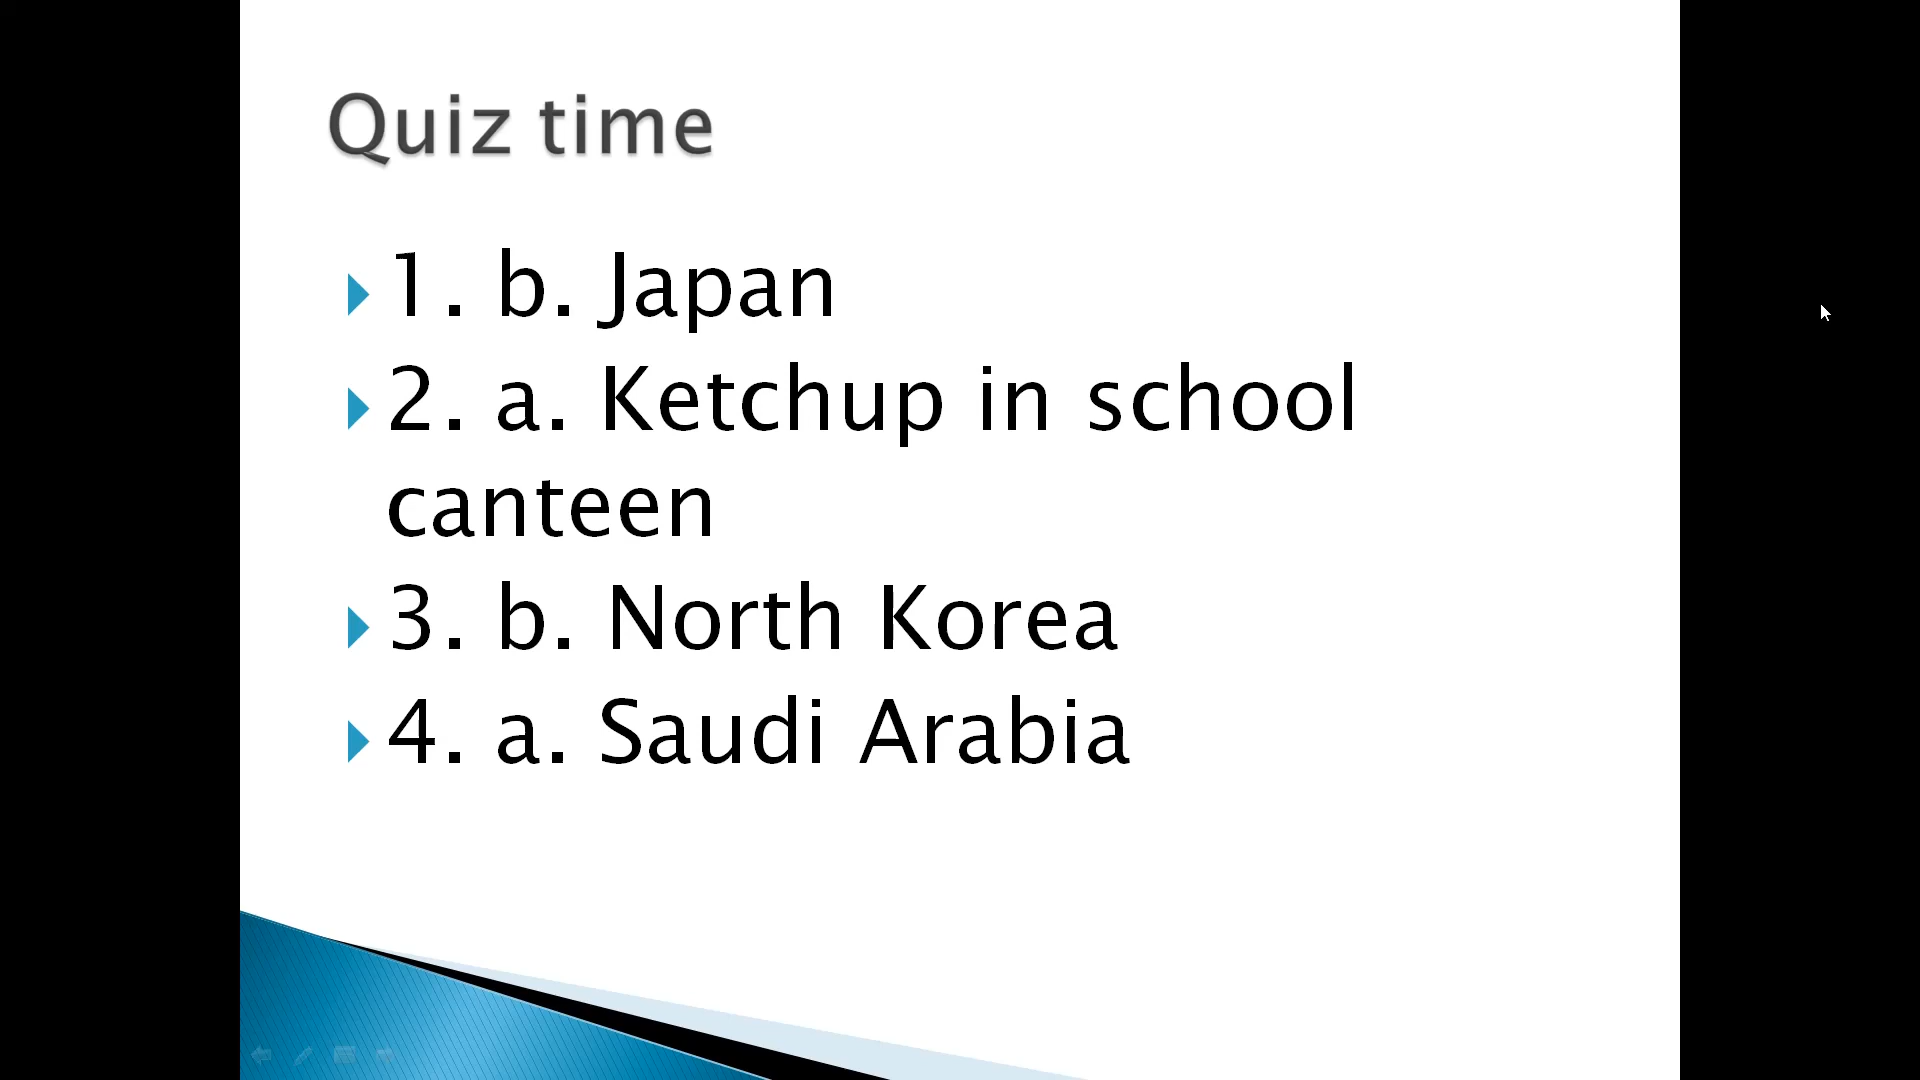 Quiz time
1. b. Japan
2. a. Ketchup in school
canteen
3. b. North Korea
4. a. Saudi Arabia